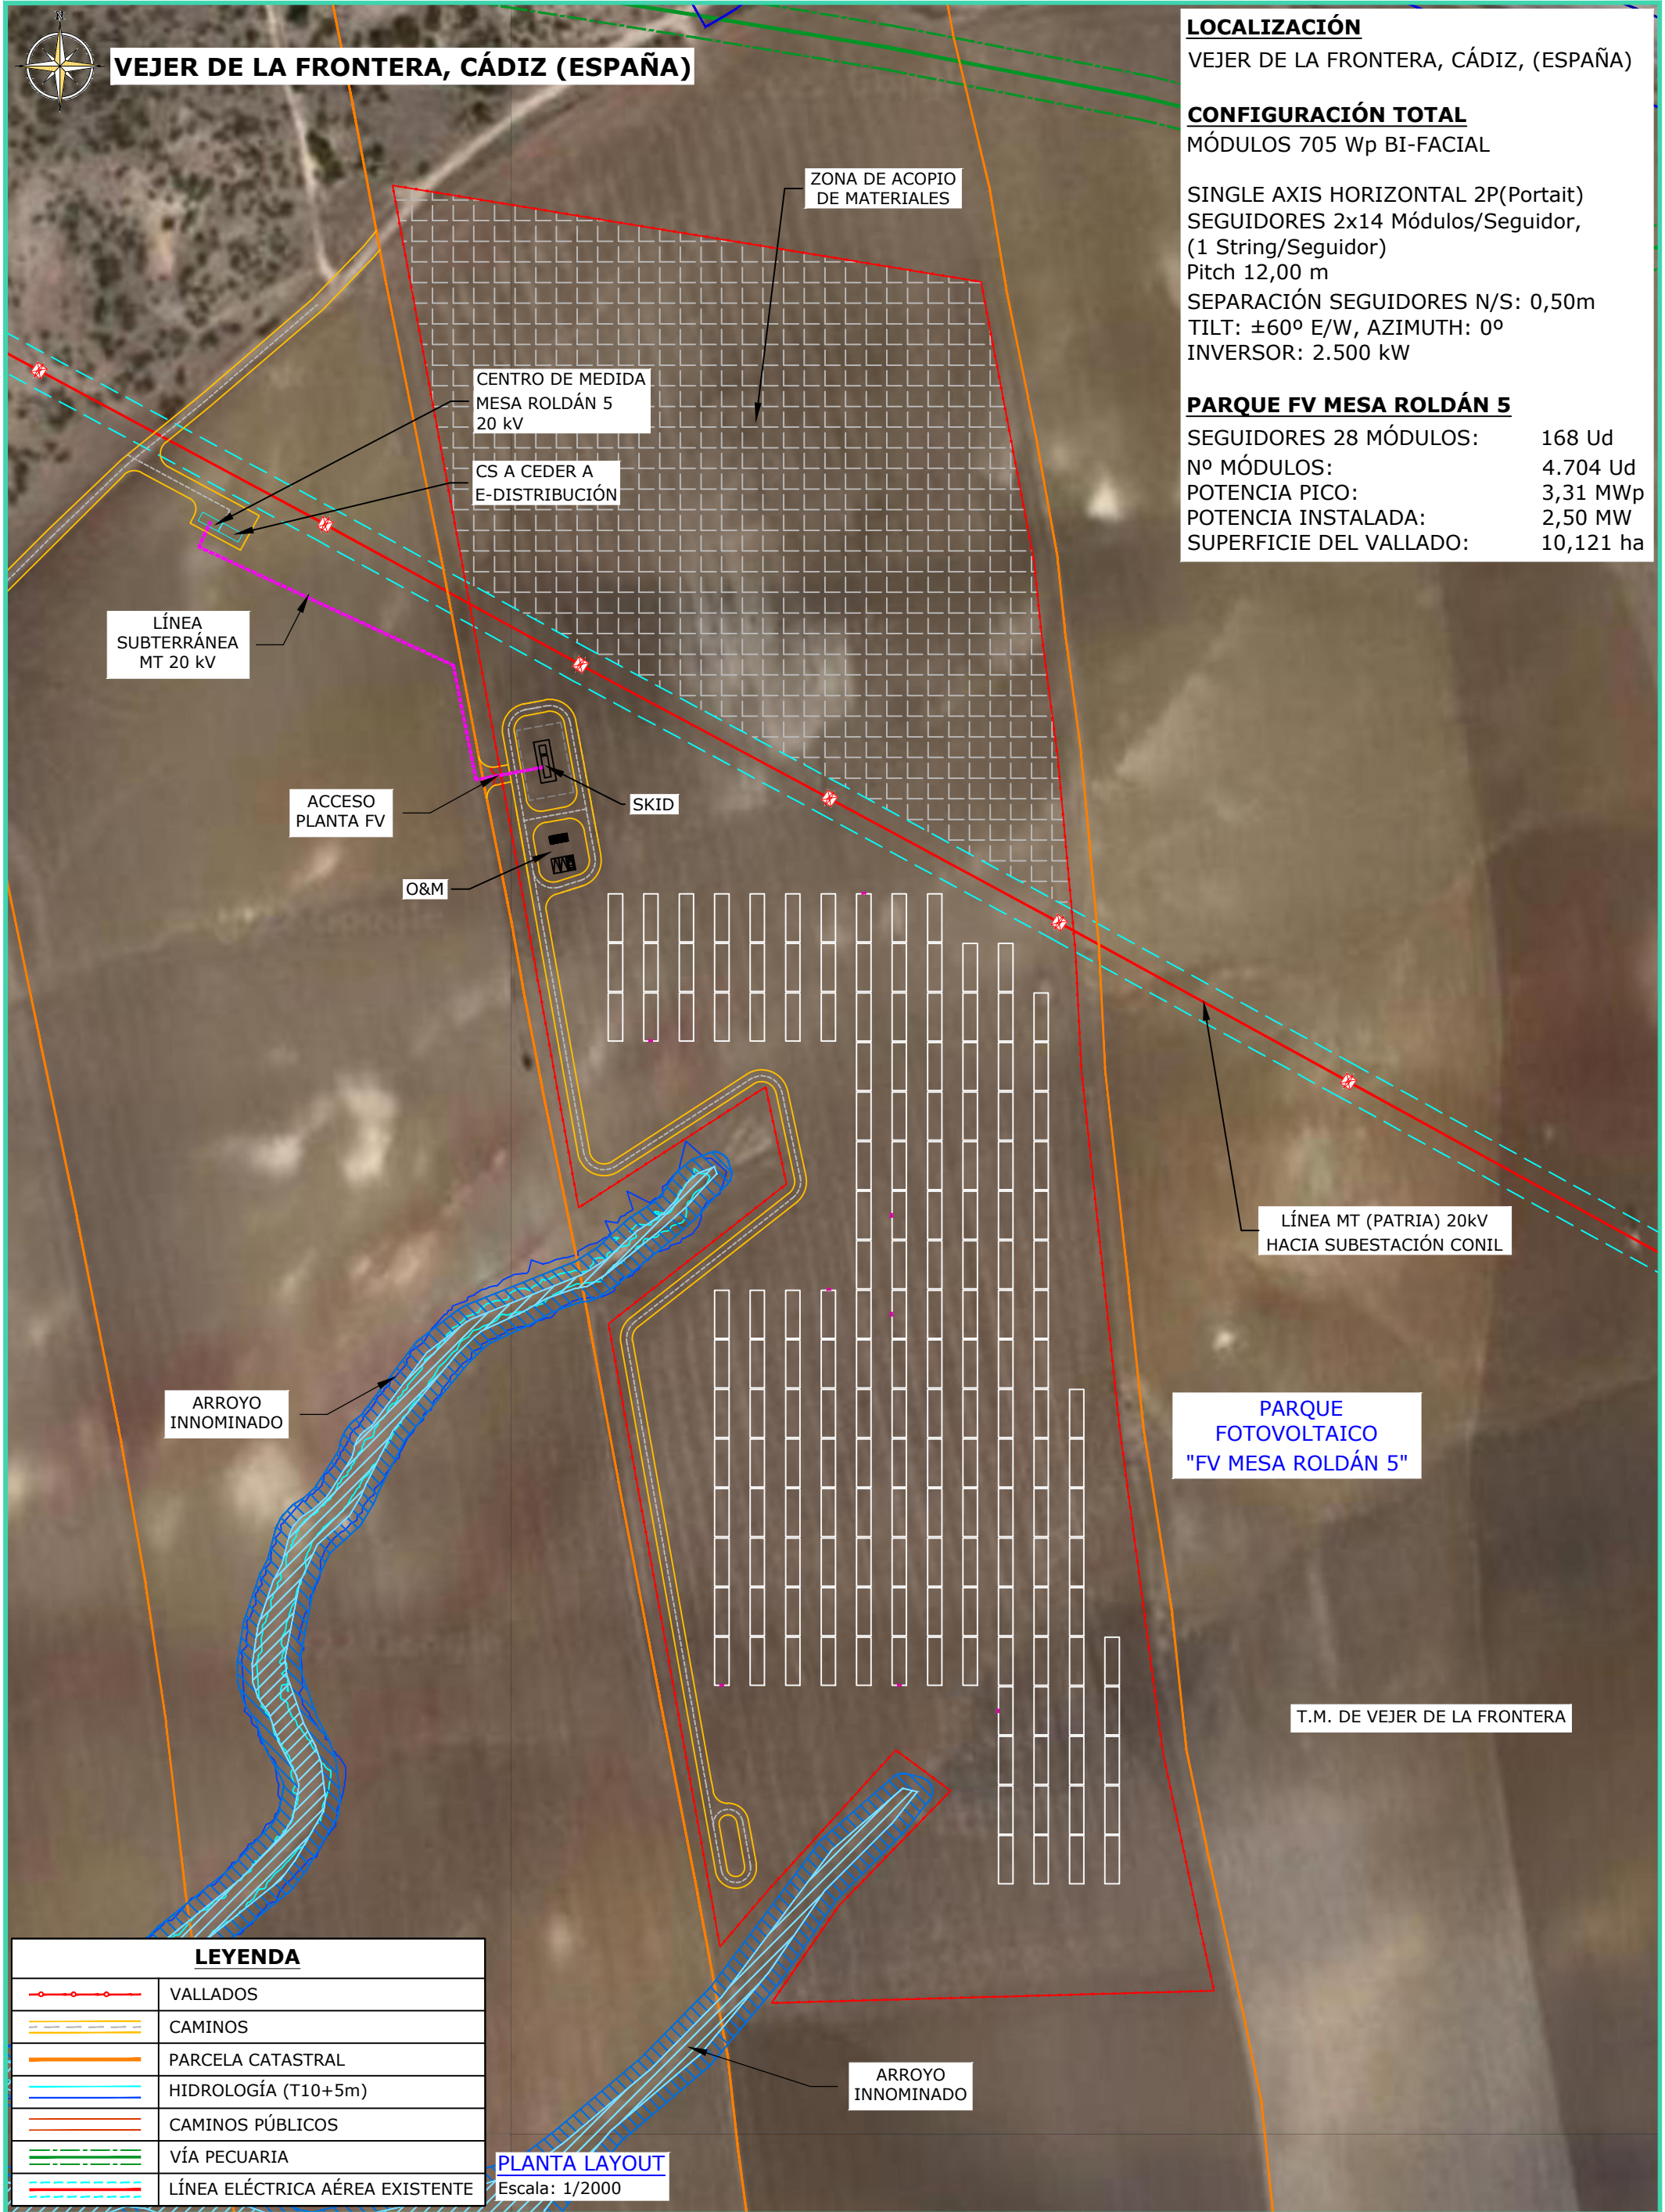 VEJER DE LA FRONTERA, CÁDIZ (ESPAÑA)
LOCALIZACIÓN
VEJER DE LA FRONTERA, CÁDIZ, (ESPAÑA)
CONFIGURACIÓN TOTAL
MÓDULOS 705 Wp BI-FACIAL
SINGLE AXIS HORIZONTAL 2P(Portait)
SEGUIDORES 2x14 Módulos/Seguidor,
(1 String/Seguidor)
Pitch 12,00 m
SEPARACIÓN SEGUIDORES N/S: 0,50m
TILT: ±60º E/W, AZIMUTH: 0º
INVERSOR: 2.500 kW
PARQUE FV MESA ROLDÁN 5
SEGUIDORES 28 MÓDULOS: 168 Ud
Nº MÓDULOS: 4.704 Ud
POTENCIA PICO: 3,31 MWp
POTENCIA INSTALADA: 2,50 MW
SUPERFICIE DEL VALLADO: 10,121 ha
ZONA DE ACOPIO
DE MATERIALES
CENTRO DE MEDIDA
MESA ROLDÁN 5
20 kV
CS A CEDER A
E-DISTRIBUCIÓN
LÍNEA
SUBTERRÁNEA
MT 20 kV
ACCESO
PLANTA FV
SKID
O&M
LÍNEA MT (PATRIA) 20kV
HACIA SUBESTACIÓN CONIL
ARROYO
INNOMINADO
PARQUE
FOTOVOLTAICO
"FV MESA ROLDÁN 5"
T.M. DE VEJER DE LA FRONTERA
ARROYO
INNOMINADO
LEYENDA
VALLADOS
CAMINOS
PARCELA CATASTRAL
HIDROLOGÍA (T10+5m)
CAMINOS PÚBLICOS
VÍA PECUARIA
LÍNEA ELÉCTRICA AÉREA EXISTENTE
PLANTA LAYOUT
Escala: 1/2000